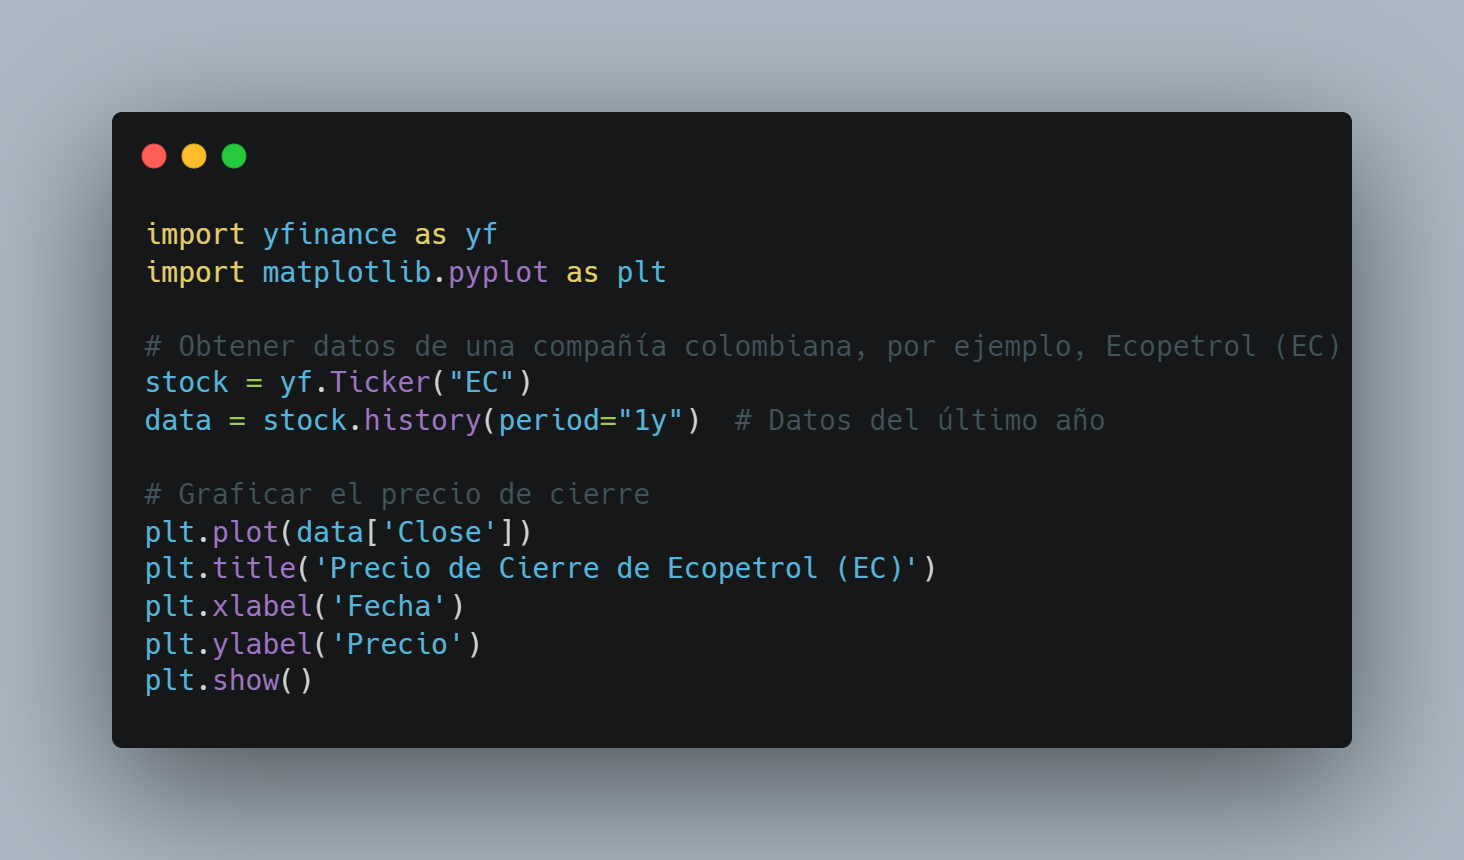 import yfinance as yf
import matplotlib.pyplot as plt
# Obtener datos de una compañía colombiana, por ejemplo, Ecopetrol (EC)
stock = yf.Ticker("EC")
data = stock.history(period="1y")  # Datos del último año
# Graficar el precio de cierre
plt.plot(data['Close'])
plt.title('Precio de Cierre de Ecopetrol (EC)')
plt.xlabel('Fecha')
plt.ylabel('Precio')
plt.show()